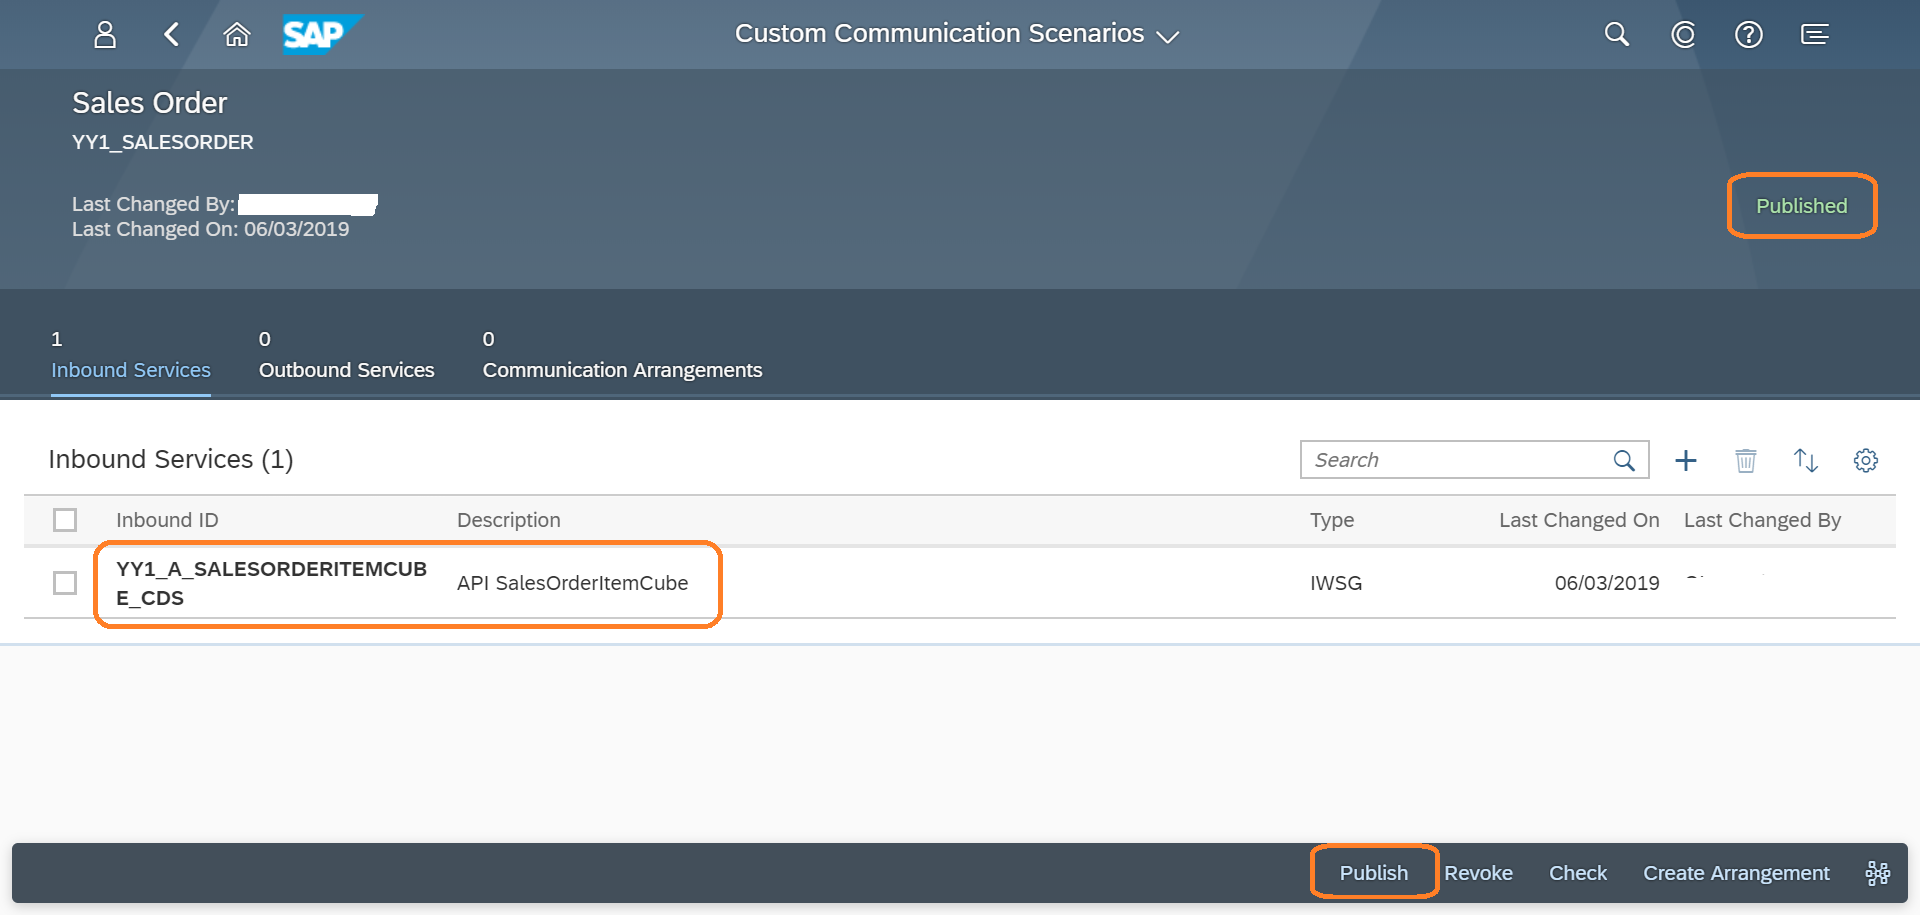 SAP
Custom Communication Scenarios
Sales Order
YY1_SALESORDER
Last Changed By:
Last Changed On: 06/03/2019
Published
1
Inbound Services
0
Outbound Services
0
Communication Arrangements
Inbound Services (1)
Search
Inbound ID Description Type Last Changed On Last Changed By
YY1_A_SALESORDERITEMCUB
E_CDS
API SalesOrderItemCube IWSG 06/03/2019
Publish Revoke Check Create Arrangement